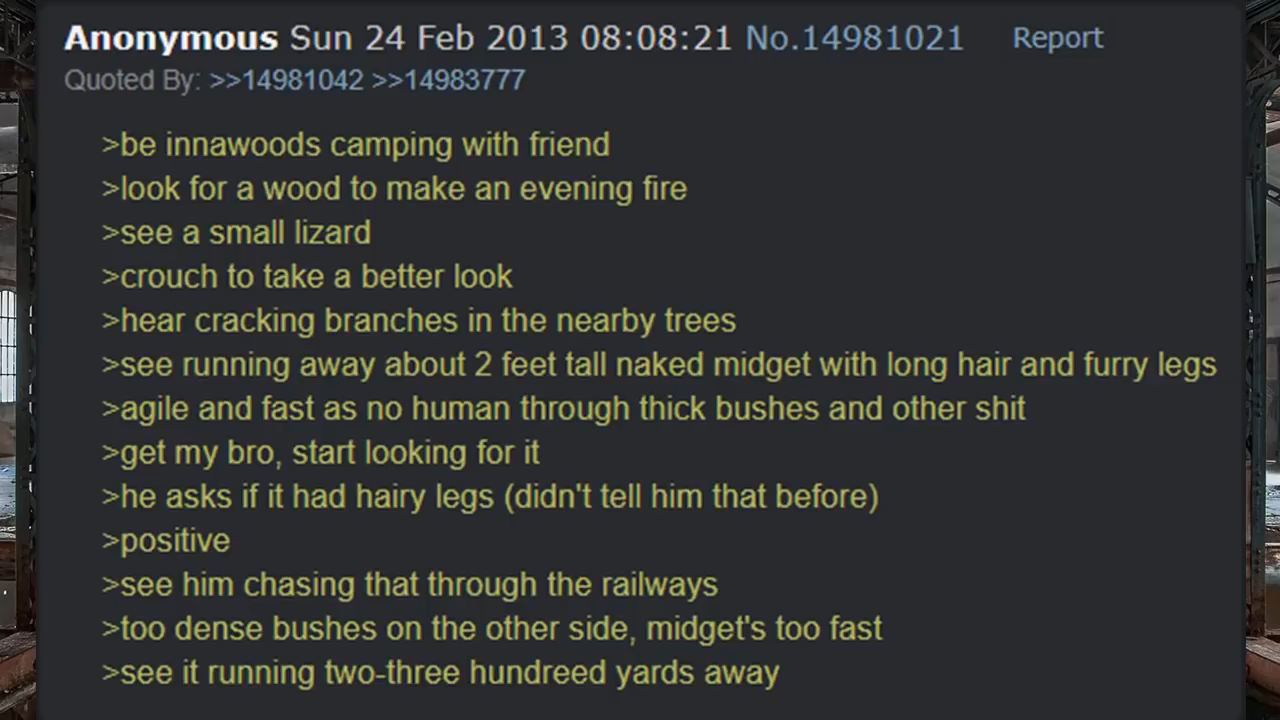 Anonymous Sun 24 Feb 2013 08:08:21 No.14981021 Report
Quoted By: >>14981042 >>14983777
>be innawoods camping with friend
>look for a wood to make an evening fire
>see a small lizard
>crouch to take a better look
>hear cracking branches in the nearby trees
>see running away about 2 feet tall naked midget with long hair and furry legs
>agile and fast as no human through thick bushes and other shit
>get my bro, start looking for it
>he asks if it had hairy legs (didn't tell him that before)
>positive
>see him chasing that through the railways
>too dense bushes on the other side, midget's too fast
>see it running two-three hundreed yards away